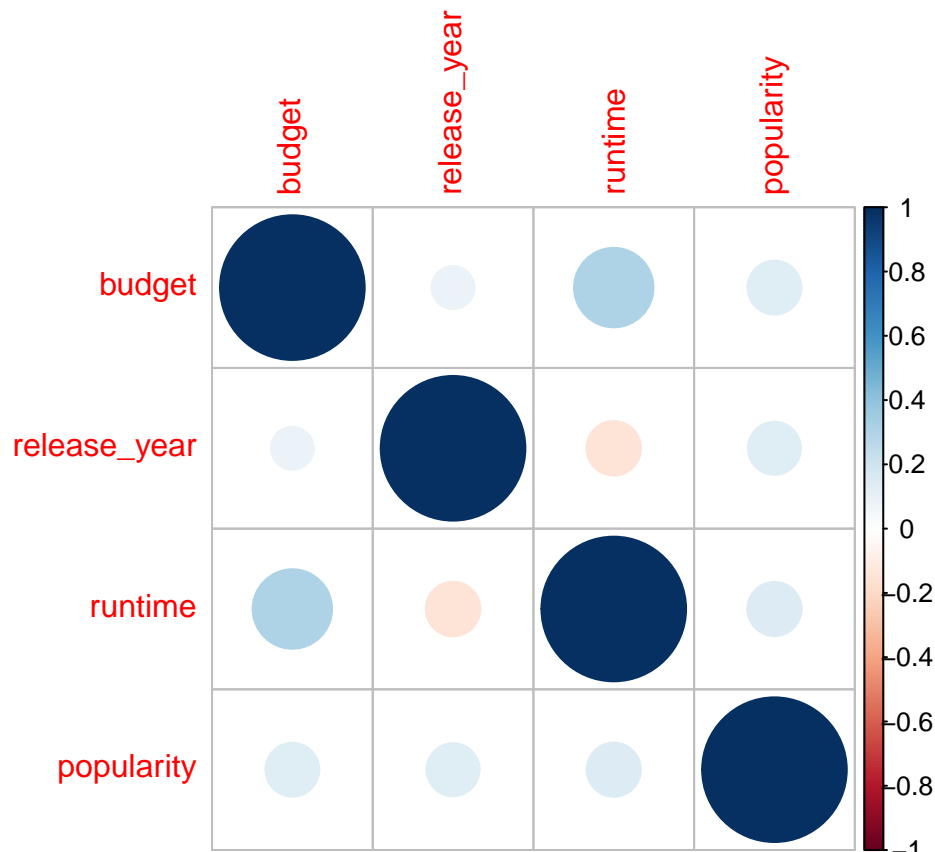 budget
release_year
runtime
popularity
budget
release_year
runtime
popularity
1
0.8
0.6
0.4
0.2
0
−0.2
−0.4
−0.6
−0.8
−1